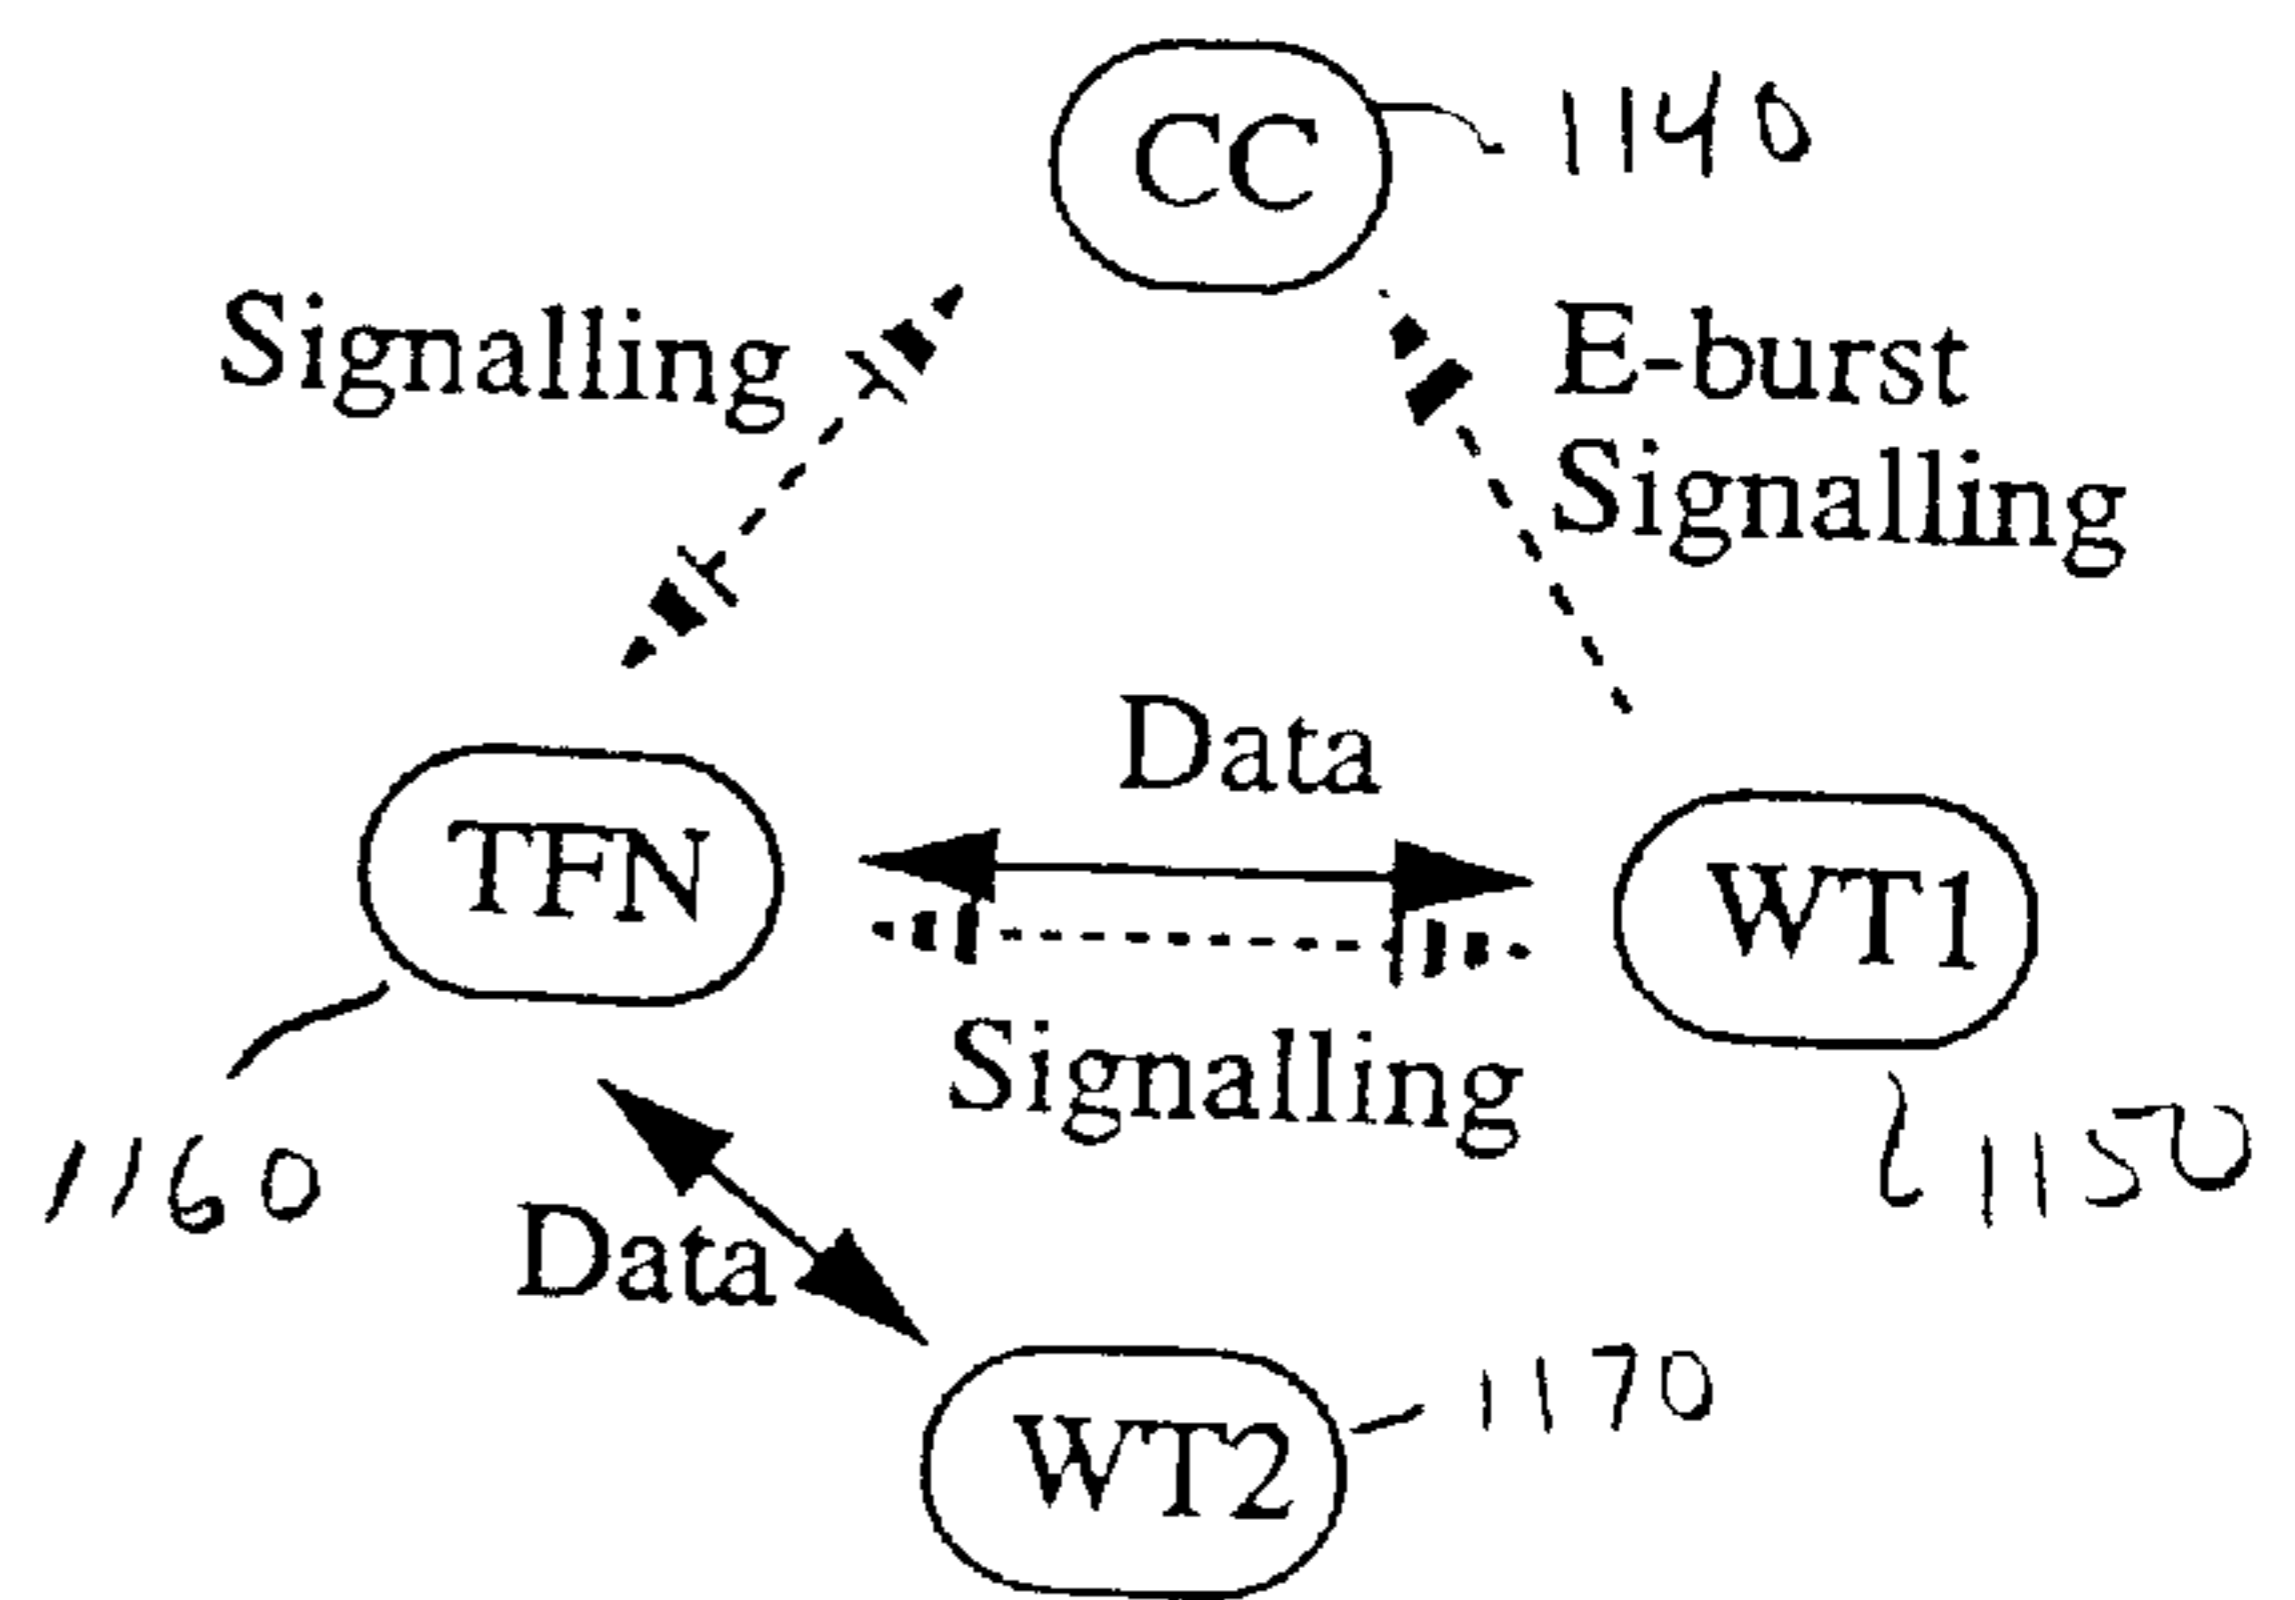 CC
1140
Signalling
E-burst
Signalling
Data
TFN
WT1
Signalling
1160
1150
Data
WT2
1170